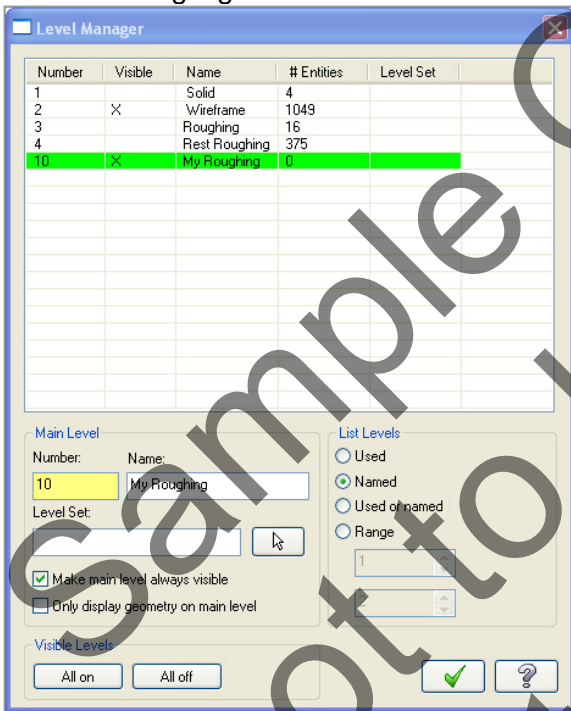 Level Manager
Number Visible Name # Entities Level Set
1 Solid 4
2 X Wireframe 1049
3 Roughing 16
4 Rest Roughing 375
10 X My Roughing 0
Main Level
Number: Name:
10 My Roughing
Level Set:
Make main level always visible
Only display geometry on main level
List Levels
Used
Named
Used or named
Range
1
2
Visible Levels
All on All off
Sample